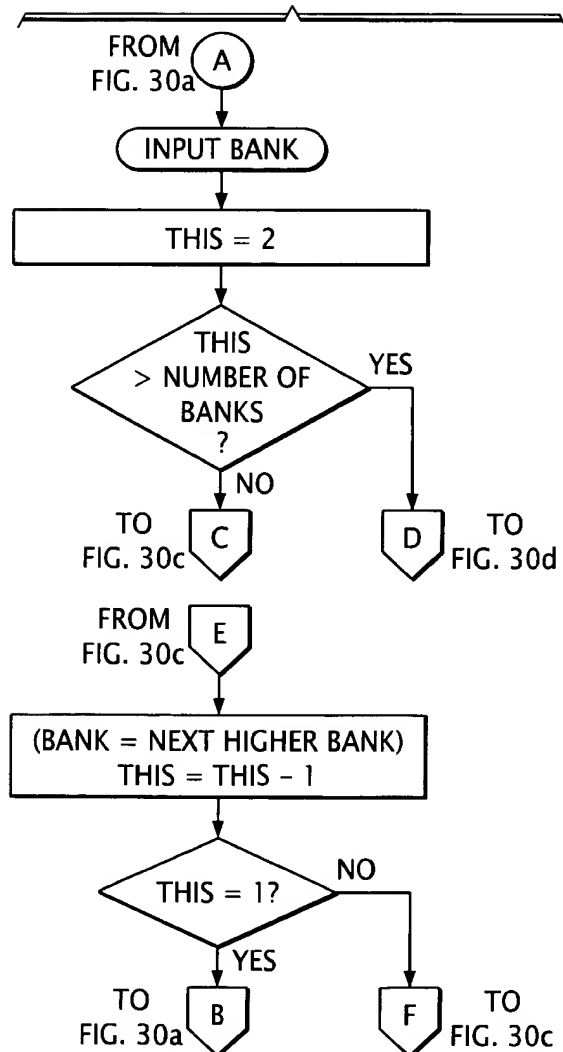 FROM
FIG. 30a
A
INPUT BANK
THIS = 2
THIS
> NUMBER OF
BANKS
?
YES
NO
TO
FIG. 30c
C
D
TO
FIG. 30d
FROM
FIG. 30c
E
(BANK = NEXT HIGHER BANK)
THIS = THIS - 1
THIS = 1?
NO
YES
TO
FIG. 30a
B
F
TO
FIG. 30c